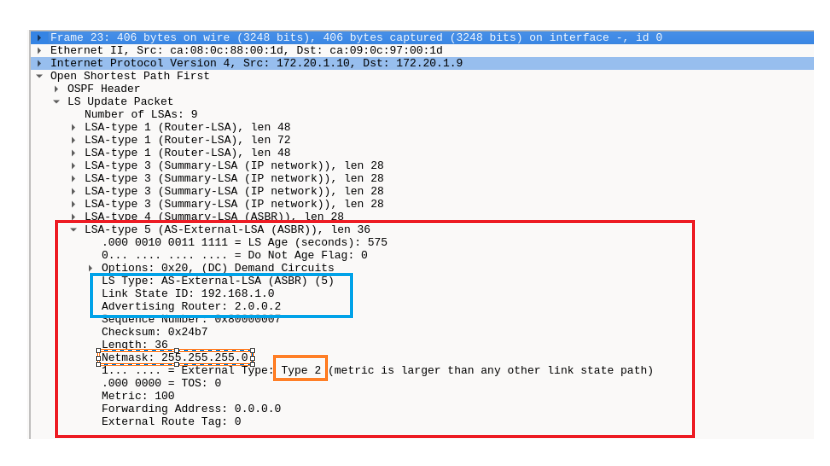 Frame 23: 406 bytes on wire (3248 bits), 406 bytes captured (3248 bits) on interface -, id 0
Ethernet II, Src: ca:08:0c:88:00:1d, Dst: ca:09:0c:97:00:1d
Internet Protocol Version 4, Src: 172.20.1.10, Dst: 172.20.1.9
Open Shortest Path First
OSPF Header
LS Update Packet
Number of LSAs: 9
LSA-type 1 (Router-LSA), len 48
LSA-type 1 (Router-LSA), len 72
LSA-type 1 (Router-LSA), len 48
LSA-type 3 (Summary-LSA (IP network)), len 28
LSA-type 3 (Summary-LSA (IP network)), len 28
LSA-type 3 (Summary-LSA (IP network)), len 28
LSA-type 3 (Summary-LSA (IP network)), len 28
LSA-type 4 (Summary-LSA (ASBR)), len 28
LSA-type 5 (AS-External-LSA (ASBR)), len 36
.000 0010 0011 1111 = LS Age (seconds): 575
0... .... .... .... = Do Not Age Flag: 0
Options: 0x20, (DC) Demand Circuits
LS Type: AS-External-LSA (ASBR) (5)
Link State ID: 192.168.1.0
Advertising Router: 2.0.0.2
Sequence Number: 0x80000007
Checksum: 0x24b7
Length: 36
Netmask: 255.255.255.0
1... .... = External Type: Type 2 (metric is larger than any other link state path)
.000 0000 = TOS: 0
Metric: 100
Forwarding Address: 0.0.0.0
External Route Tag: 0